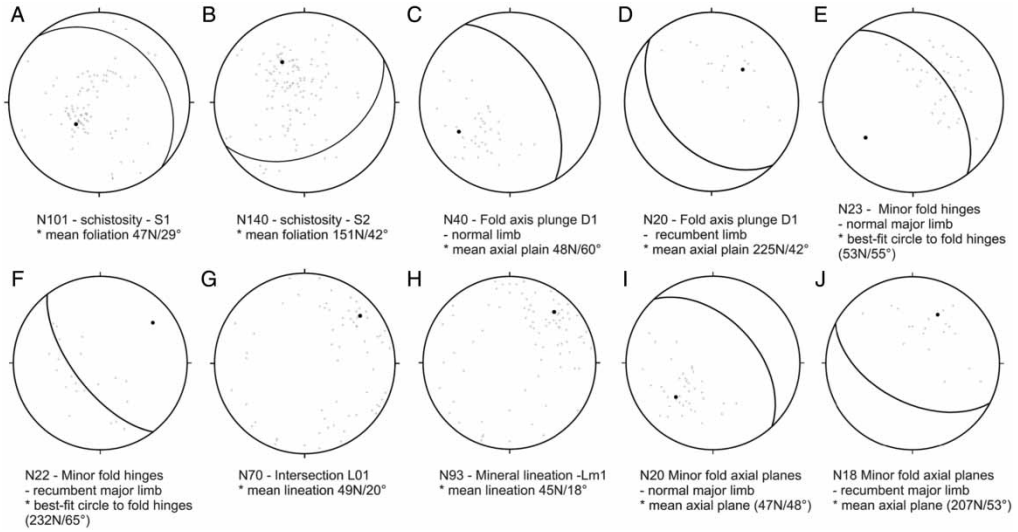 A
B
C
D
E
N101 - schistosity - S1
* mean foliation 47N/29°
N140 - schistosity - S2
* mean foliation 151N/42°
N40 - Fold axis plunge D1
- normal limb
* mean axial plain 48N/60°
N20 - Fold axis plunge D1
- recumbent limb
* mean axial plain 225N/42°
N23 - Minor fold hinges
- normal major limb
* best-fit circle to fold hinges
(53N/55°)
F
G
H
I
J
N22 - Minor fold hinges
- recumbent major limb
* best-fit circle to fold hinges
(232N/65°)
N70 - Intersection L01
* mean lineation 49N/20°
N93 - Mineral lineation -Lm1
* mean lineation 45N/18°
N20 Minor fold axial planes
- normal major limb
* mean axial plane (47N/48°)
N18 Minor fold axial planes
- recumbent major limb
* mean axial plane (207N/53°)